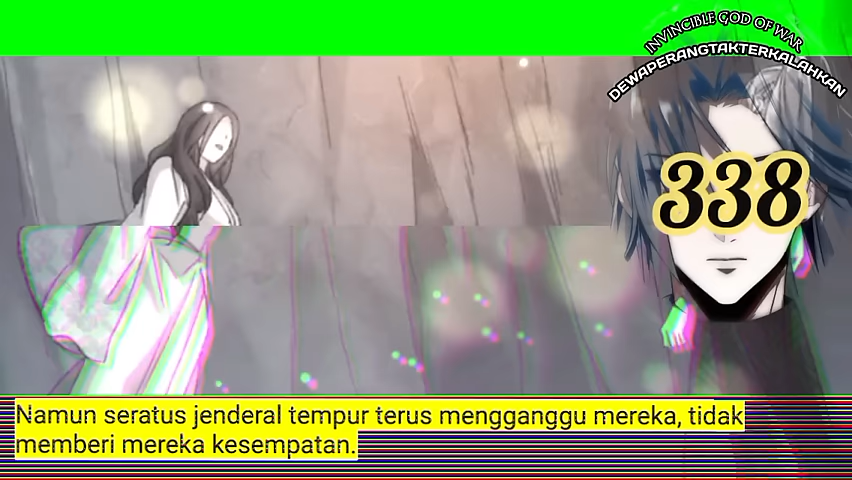 INVINCIBLE GOD OF WAR
DEWAPERANGTAKTERKALAHKAN
338
Namun seratus jenderal tempur terus mengganggu mereka, tidak
memberi mereka kesempatan.